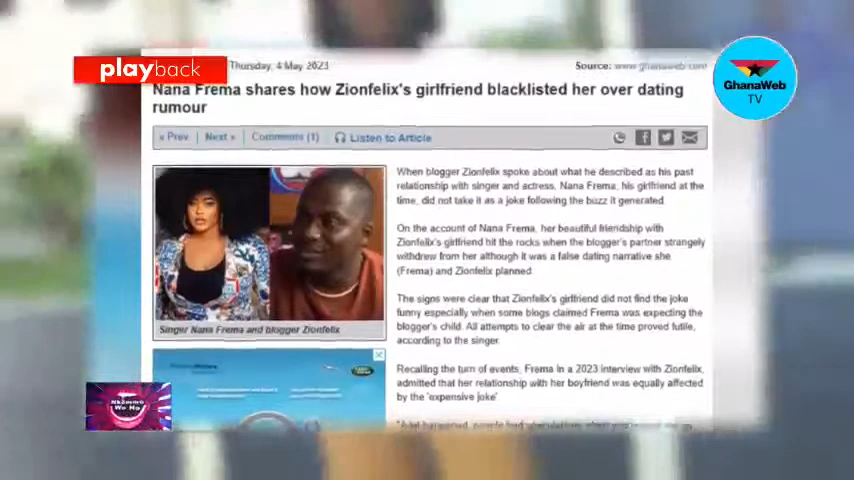 playback
Thursday, 4 May 2023
Source: www.ghanaweb.com
GhanaWeb
TV
Nana Frema shares how Zionfelix's girlfriend blacklisted her over dating
rumour
« Prev
Next »
Comments (1)
Listen to Article
When blogger Zionfelix spoke about what he described as his past
relationship with singer and actress, Nana Frema, his girlfriend at the
time, did not take it as a joke following the buzz it generated.
On the account of Nana Frema, her beautiful friendship with
Zionfelix's girlfriend hit the rocks when the blogger's partner strangely
withdrew from her although it was a false dating narrative she
(Frema) and Zionfelix planned.
The signs were clear that Zionfelix's girlfriend did not find the joke
funny especially when some blogs claimed Frema was expecting the
blogger's child. All attempts to clear the air at the time proved futile,
according to the singer.
Singer Nana Frema and blogger Zionfelix
Recalling the turn of events, Frema in a 2023 interview with Zionfelix,
admitted that her relationship with her boyfriend was equally affected
by the 'expensive joke'
Nkommo
Wo Ho